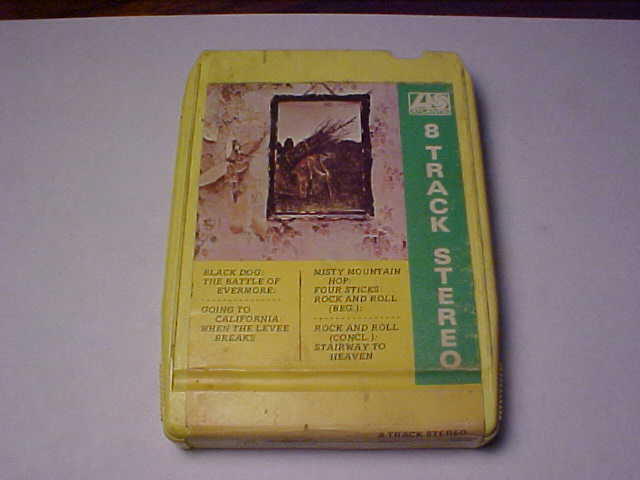 ATLANTIC
8 TRACK STEREO
BLACK DOG:
THE BATTLE OF
EVERMORE:
GOING TO
CALIFORNIA:
WHEN THE LEVEE
BREAKS
MISTY MOUNTAIN
HOP:
FOUR STICKS:
ROCK AND ROLL
(BEG.):
ROCK AND ROLL
(CONCL.):
STAIRWAY TO
HEAVEN
8 TRACK STEREO